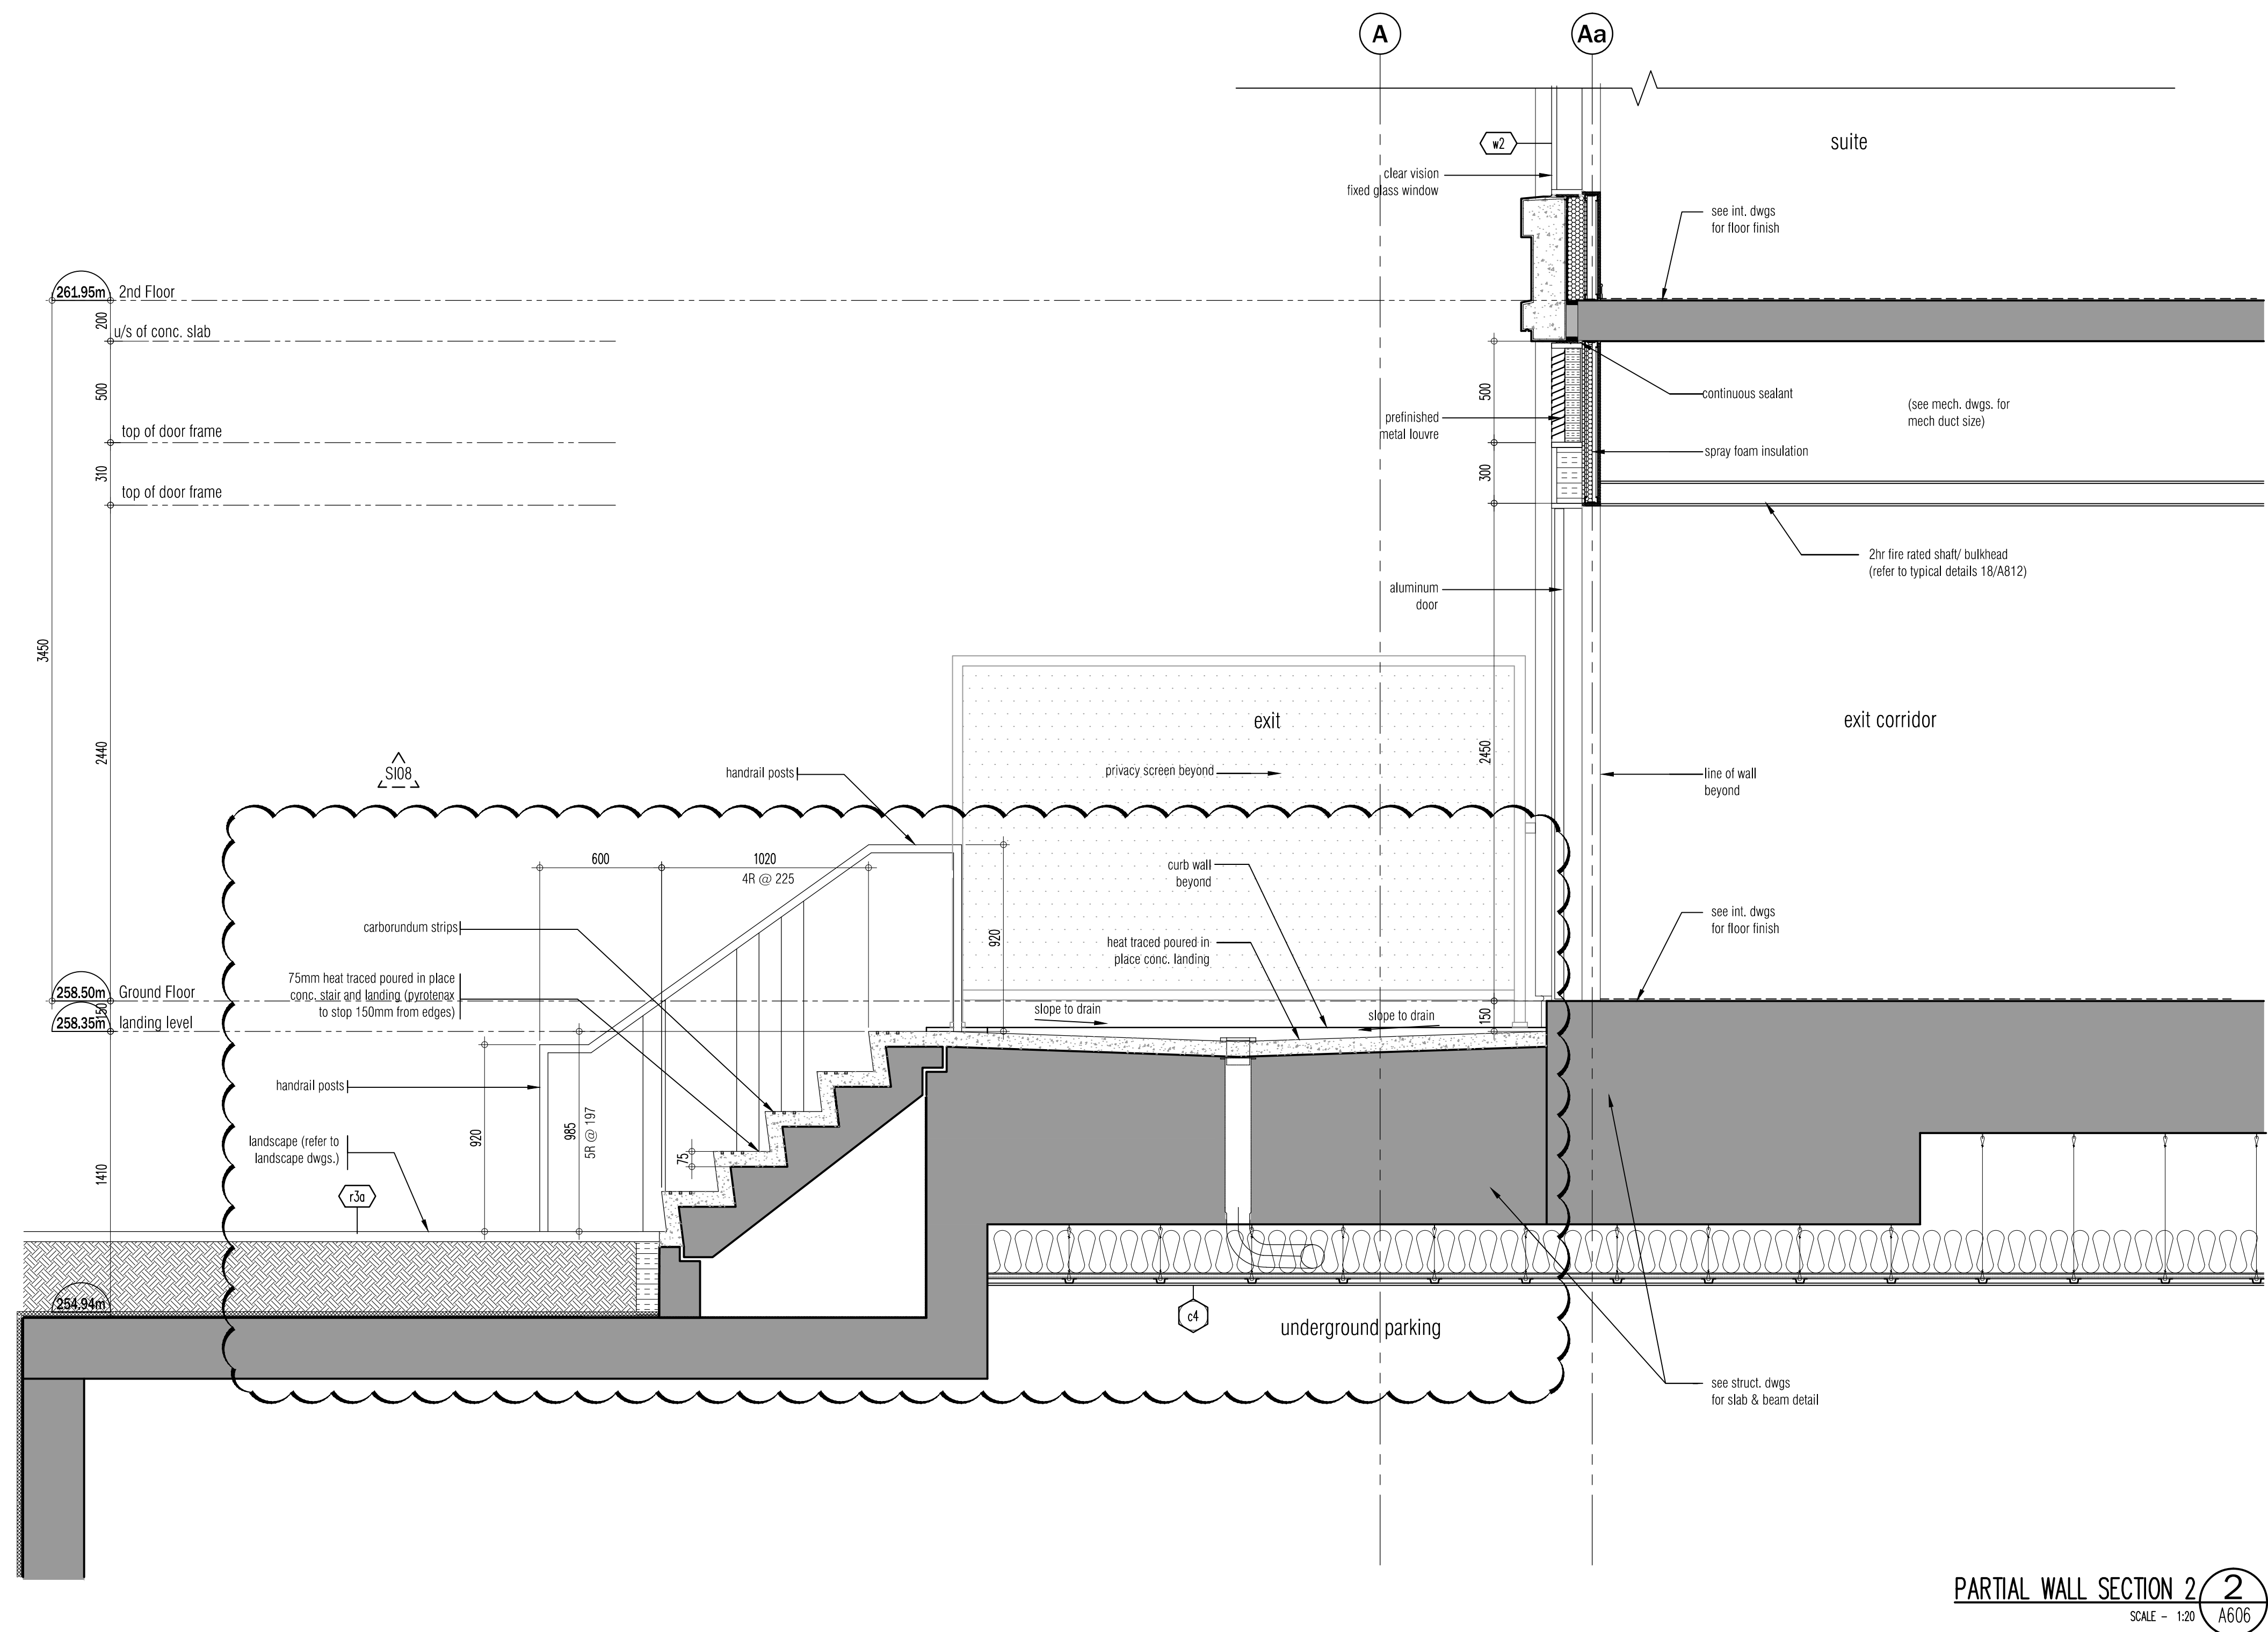 A
Aa
suite
w2
clear vision
fixed glass window
see int. dwgs
for floor finish
261.95m 2nd Floor
200
u/s of conc. slab
500
top of door frame
310
top of door frame
3450
2440
500
300
2450
150
continuous sealant
(see mech. dwgs. for
mech duct size)
prefinished
metal louvre
spray foam insulation
2hr fire rated shaft/ bulkhead
(refer to typical details 18/A812)
aluminum
door
exit
exit corridor
privacy screen beyond
line of wall
beyond
SI08
handrail posts
600
1020
4R @ 225
curb wall
beyond
carborundum strips
920
heat traced poured in
place conc. landing
see int. dwgs
for floor finish
75mm heat traced poured in place
conc. stair and landing (pyrotenax
to stop 150mm from edges)
258.50m Ground Floor
150
258.35m landing level
slope to drain
slope to drain
handrail posts
920
985
5R @ 197
75
landscape (refer to
landscape dwgs.)
1410
r3a
254.94m
c4
underground parking
see struct. dwgs
for slab & beam detail
PARTIAL WALL SECTION 2
SCALE - 1:20
2
A606